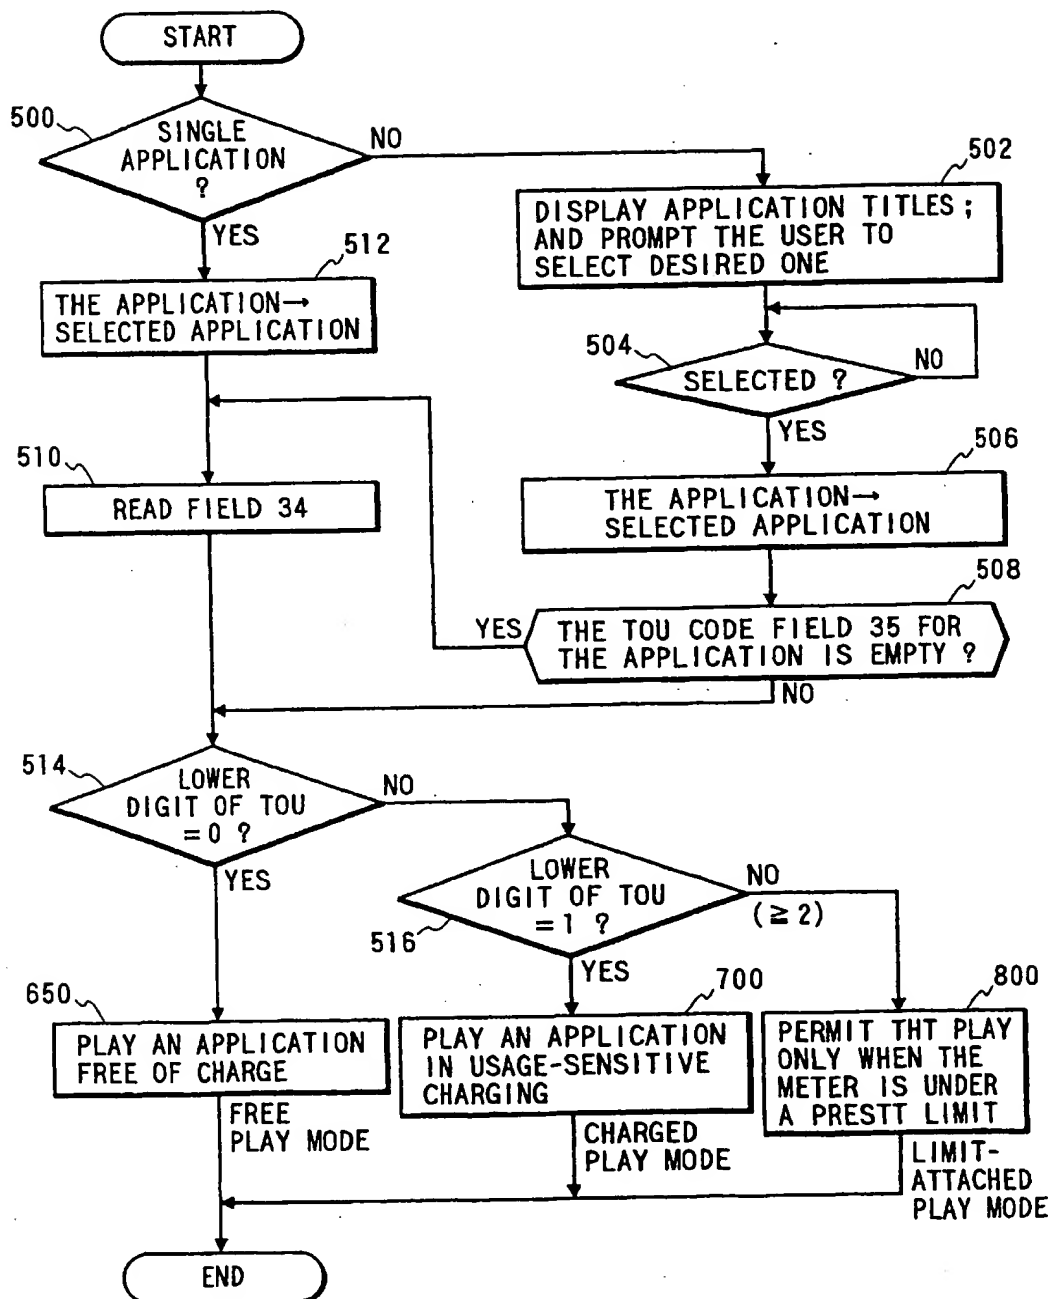 START
500
SINGLE
APPLICATION
?
NO
YES
502
DISPLAY APPLICATION TITLES;
AND PROMPT THE USER TO
SELECT DESIRED ONE
512
THE APPLICATION→
SELECTED APPLICATION
504
SELECTED ?
NO
YES
506
THE APPLICATION→
SELECTED APPLICATION
510
READ FIELD 34
508
THE TOU CODE FIELD 35 FOR
THE APPLICATION IS EMPTY ?
YES
NO
514
LOWER
DIGIT OF TOU
=0 ?
NO
YES
516
LOWER
DIGIT OF TOU
=1 ?
NO
(≧2)
YES
650
PLAY AN APPLICATION
FREE OF CHARGE
FREE
PLAY MODE
700
PLAY AN APPLICATION
IN USAGE-SENSITIVE
CHARGING
CHARGED
PLAY MODE
800
PERMIT THT PLAY
ONLY WHEN THE
METER IS UNDER
A PRESTT LIMIT
LIMIT-
ATTACHED
PLAY MODE
END